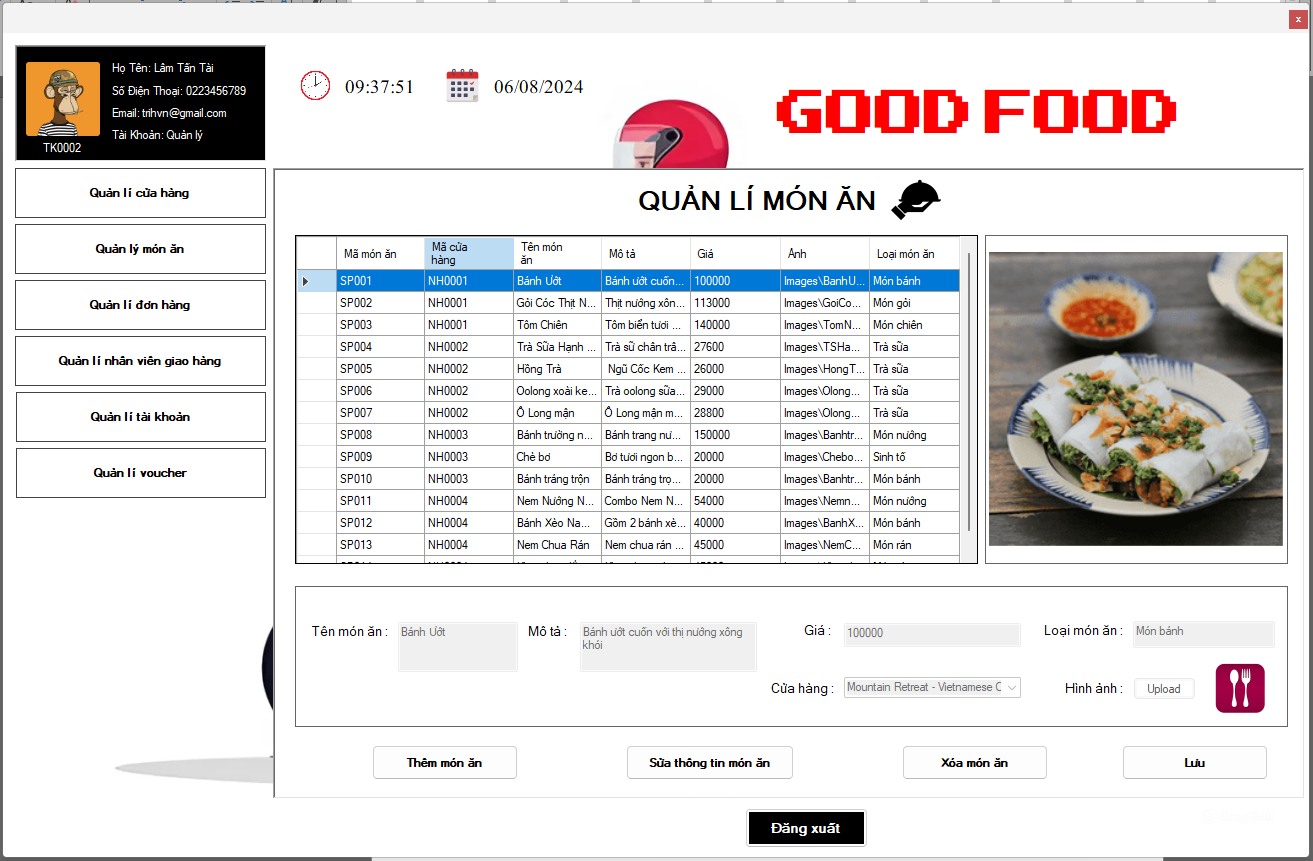 x
Họ Tên: Lâm Tấn Tài
Số Điện Thoại: 0223456789
Email: trihvn@gmail.com
Tài Khoản: Quản lý
TK0002
09:37:51
06/08/2024
GOOD FOOD
Quản lí cửa hàng
Quản lý món ăn
Quản lí đơn hàng
Quản lí nhân viên giao hàng
Quản lí tài khoản
Quản lí voucher
QUẢN LÍ MÓN ĂN
Mã món ăn Mã cửa hàng Tên món ăn Mô tả Giá Ảnh Loại món ăn
SP001 NH0001 Bánh Ướt Bánh ướt cuốn... 100000 Images\BanhU... Món bánh
SP002 NH0001 Gỏi Cóc Thịt N... Thịt nướng xôn... 113000 Images\GoiCo... Món gỏi
SP003 NH0001 Tôm Chiên Tôm biển tươi ... 140000 Images\TomN... Món chiên
SP004 NH0002 Trà Sữa Hạnh ... Trà sữ chân trâ... 27600 Images\TSHa... Trà sữa
SP005 NH0002 Hồng Trà Ngũ Cốc Kem ... 26000 Images\HongT... Trà sữa
SP006 NH0002 Oolong xoài ke... Trà oolong sữa... 29000 Images\Olong... Trà sữa
SP007 NH0002 Ô Long mận Ô Long mận m... 28800 Images\Olong... Trà sữa
SP008 NH0003 Bánh trường n... Bánh trang nư... 150000 Images\Banhtr... Món nướng
SP009 NH0003 Chè bơ Bơ tươi ngon b... 20000 Images\Chebo... Sinh tố
SP010 NH0003 Bánh tráng trộn Bánh tráng trọ... 20000 Images\Banhtr... Món bánh
SP011 NH0004 Nem Nướng N... Combo Nem N... 54000 Images\Nemn... Món nướng
SP012 NH0004 Bánh Xèo Na... Gồm 2 bánh xè... 40000 Images\BanhX... Món bánh
SP013 NH0004 Nem Chua Rán Nem chua rán ... 45000 Images\NemC... Món rán
Tên món ăn : Bánh Ướt
Mô tả : Bánh ướt cuốn với thị nướng xông
khói
Giá : 100000
Loại món ăn : Món bánh
Cửa hàng : Mountain Retreat - Vietnamese C
Hình ảnh : Upload
Thêm món ăn
Sửa thông tin món ăn
Xóa món ăn
Lưu
Đăng xuất